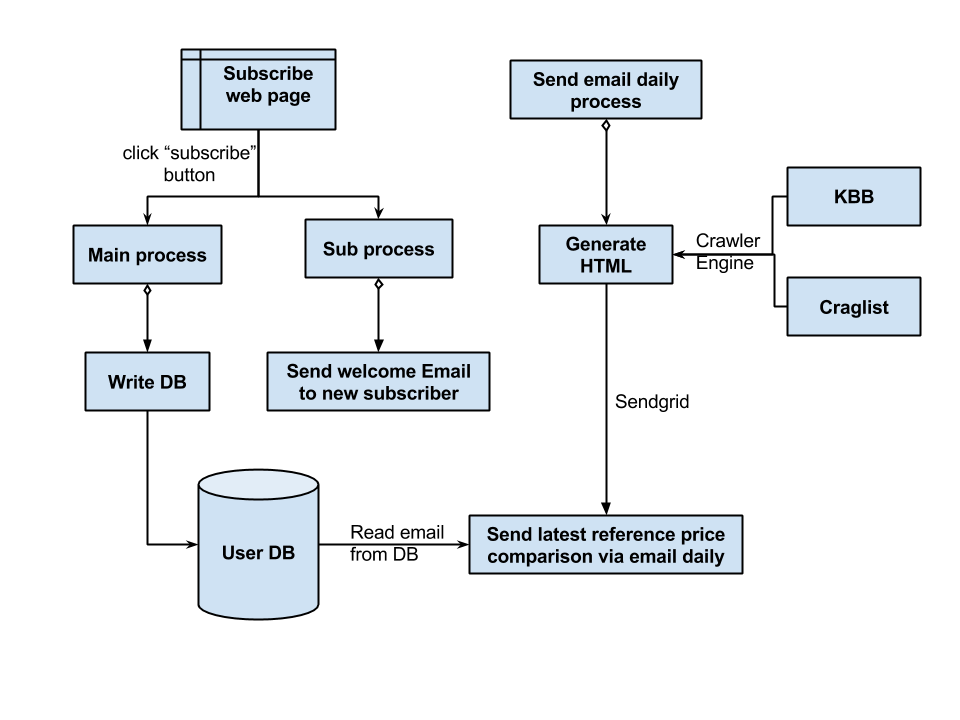 Subscribe
web page
click “subscribe”
button
Main process
Sub process
Write DB
Send welcome Email
to new subscriber
User DB
Read email
from DB
Send email daily
process
Generate
HTML
Crawler
Engine
KBB
Craglist
Sendgrid
Send latest reference price
comparison via email daily